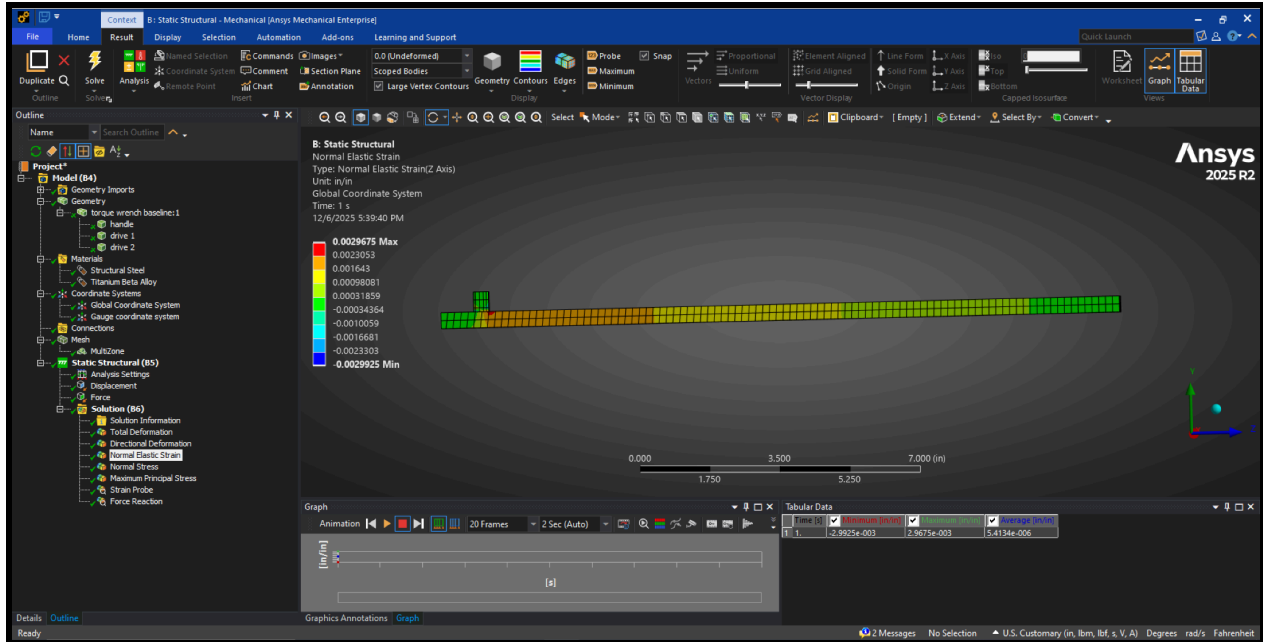 Context B : Static Structural - Mechanical [Ansys Mechanical Enterprise]
File Home Result Display Selection Automation Add-ons Learning and Support Quick Launch
Duplicate Q Solve Analysis Named Selection Coordinate System Remote Point Commands Comment Chart Images Section Plane Annotation
0.0 (Undeformed) Scoped Bodies Large Vertex Contours Geometry Contours Edges Probe Maximum Minimum Snap
Vectors Proportional Uniform Element Aligned Grid Aligned Line Form Solid Form Origin X Axis Y Axis Z Axis Iso Top Bottom Worksheet Graph Tabular Data
Outline Solve Insert Display Vector Display Capped Isosurface Views
Outline
Name Search Outline
Select Mode Clipboard [ Empty ] Extend Select By Convert
Project*
Model (B4)
Geometry Imports
Geometry
torque wrench baseline:1
handle
drive 1
drive 2
Materials
Structural Steel
Titanium Beta Alloy
Coordinate Systems
Global Coordinate System
Gauge coordinate system
Connections
Mesh
MultiZone
Static Structural (B5)
Analysis Settings
Displacement
Force
Solution (B6)
Solution Information
Total Deformation
Directional Deformation
Normal Elastic Strain
Normal Stress
Maximum Principal Stress
Strain Probe
Force Reaction
B: Static Structural
Normal Elastic Strain
Type: Normal Elastic Strain(Z Axis)
Unit: in/in
Global Coordinate System
Time: 1 s
12/6/2025 5:39:40 PM
0.0029675 Max
0.0023053
0.001643
0.00098081
0.00031859
-0.00034364
-0.0010059
-0.0016681
-0.0023303
-0.0029925 Min
Ansys
2025 R2
Y
0.000 3.500 7.000 (in)
1.750 5.250
Graph
Animation 20 Frames 2 Sec (Auto)
[in/in]
[s]
Graphics Annotations Graph
Tabular Data
Time [s] Minimum [in/in] Maximum [in/in] Average [in/in]
1 1. -2.9925e-003 2.9675e-003 5.4134e-006
Details Outline
Ready 2 Messages No Selection U.S. Customary (in, lbm, lbf, s, V, A) Degrees rad/s Fahrenheit